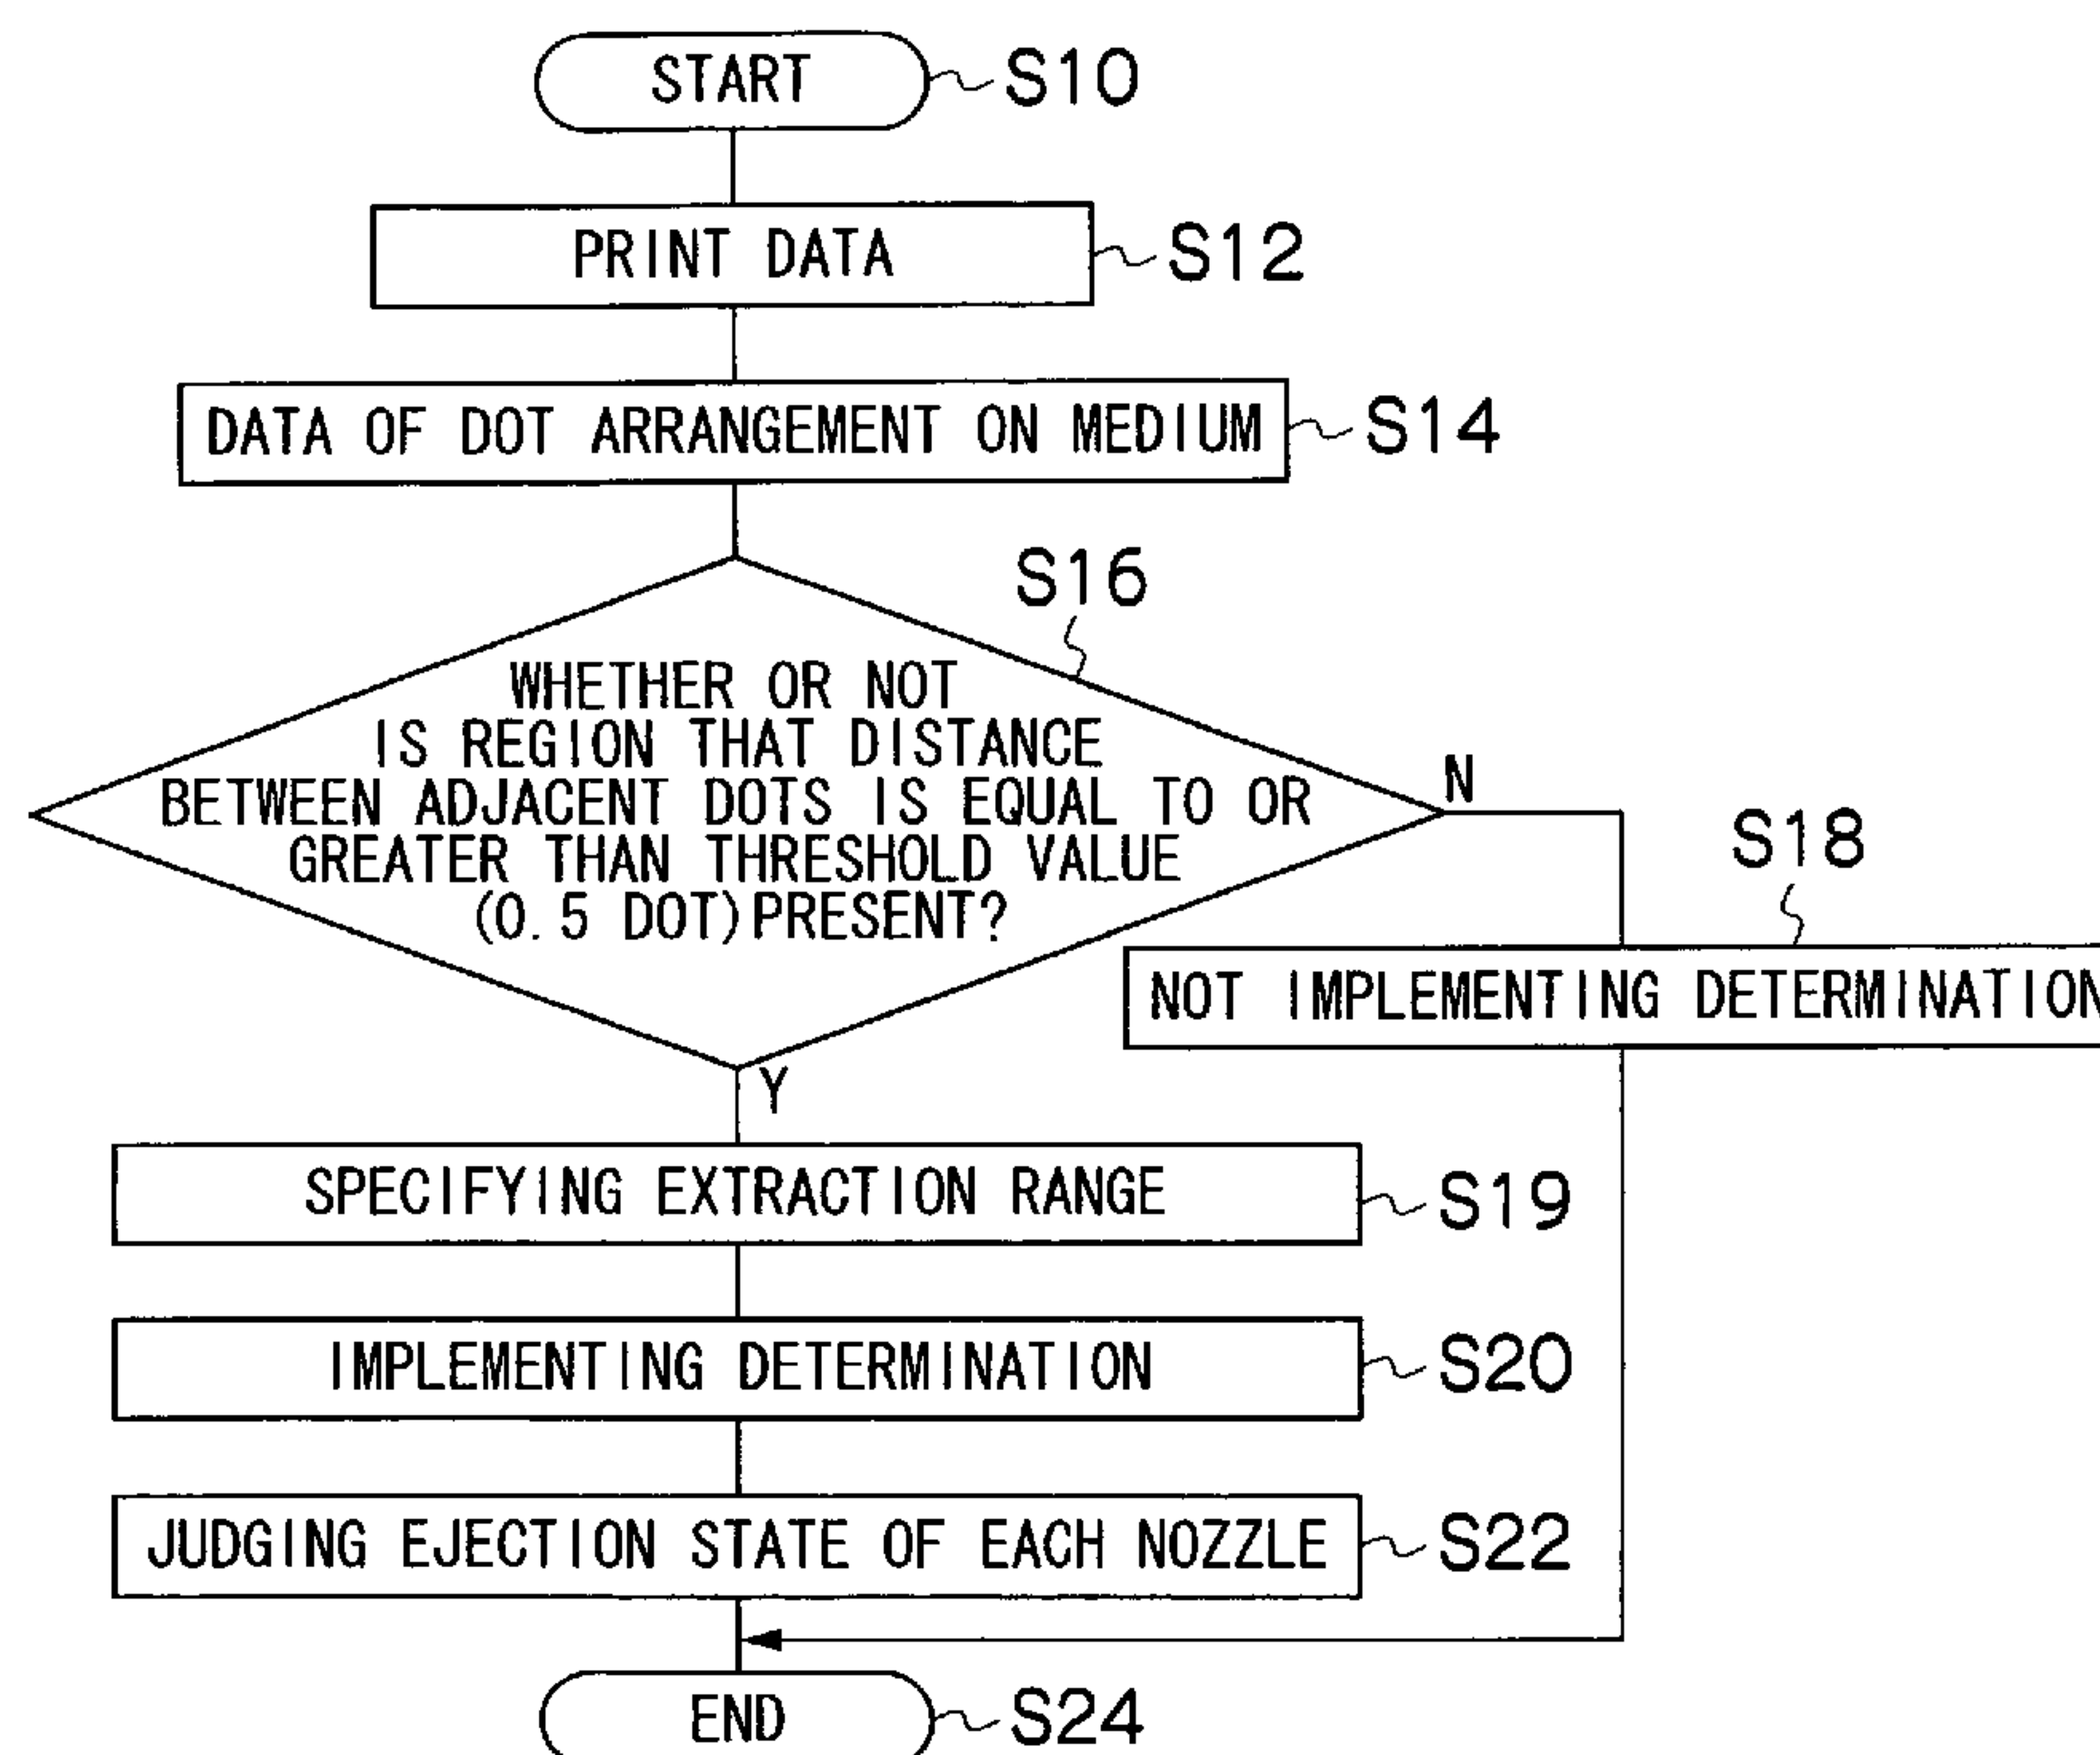 START
S10
PRINT DATA
S12
DATA OF DOT ARRANGEMENT ON MEDIUM
S14
S16
WHETHER OR NOT
IS REGION THAT DISTANCE
BETWEEN ADJACENT DOTS IS EQUAL TO OR
GREATER THAN THRESHOLD VALUE
(0.5 DOT)PRESENT?
N
S18
NOT IMPLEMENTING DETERMINATION
Y
SPECIFYING EXTRACTION RANGE
S19
IMPLEMENTING DETERMINATION
S20
JUDGING EJECTION STATE OF EACH NOZZLE
S22
END
S24